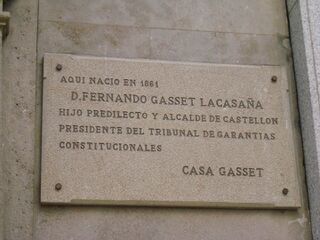 AQUI NACIO EN 1861
D. FERNANDO GASSET LACASAÑA
HIJO PREDILECTO Y ALCALDE DE CASTELLON
PRESIDENTE DEL TRIBUNAL DE GARANTIAS
CONSTITUCIONALES
CASA GASSET